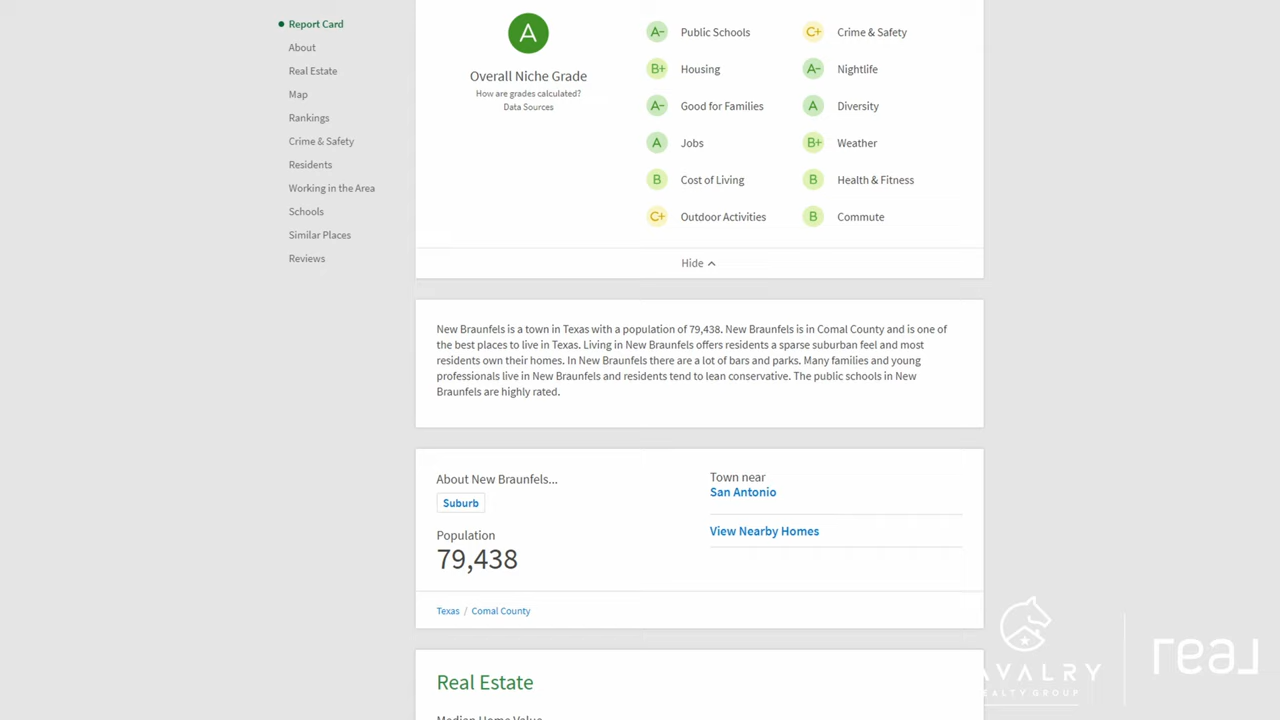 Report Card
About
Real Estate
Map
Rankings
Crime & Safety
Residents
Working in the Area
Schools
Similar Places
Reviews
A
Overall Niche Grade
How are grades calculated?
Data Sources
A- Public Schools
B+ Housing
A- Good for Families
A Jobs
B Cost of Living
C+ Outdoor Activities
C+ Crime & Safety
A- Nightlife
A Diversity
B+ Weather
B Health & Fitness
B Commute
Hide
New Braunfels is a town in Texas with a population of 79,438. New Braunfels is in Comal County and is one of
the best places to live in Texas. Living in New Braunfels offers residents a sparse suburban feel and most
residents own their homes. In New Braunfels there are a lot of bars and parks. Many families and young
professionals live in New Braunfels and residents tend to lean conservative. The public schools in New
Braunfels are highly rated.
About New Braunfels...
Suburb
Population
79,438
Town near
San Antonio
View Nearby Homes
Texas / Comal County
Real Estate
Median Home Value
AVALRY
EALTY GROUP
real